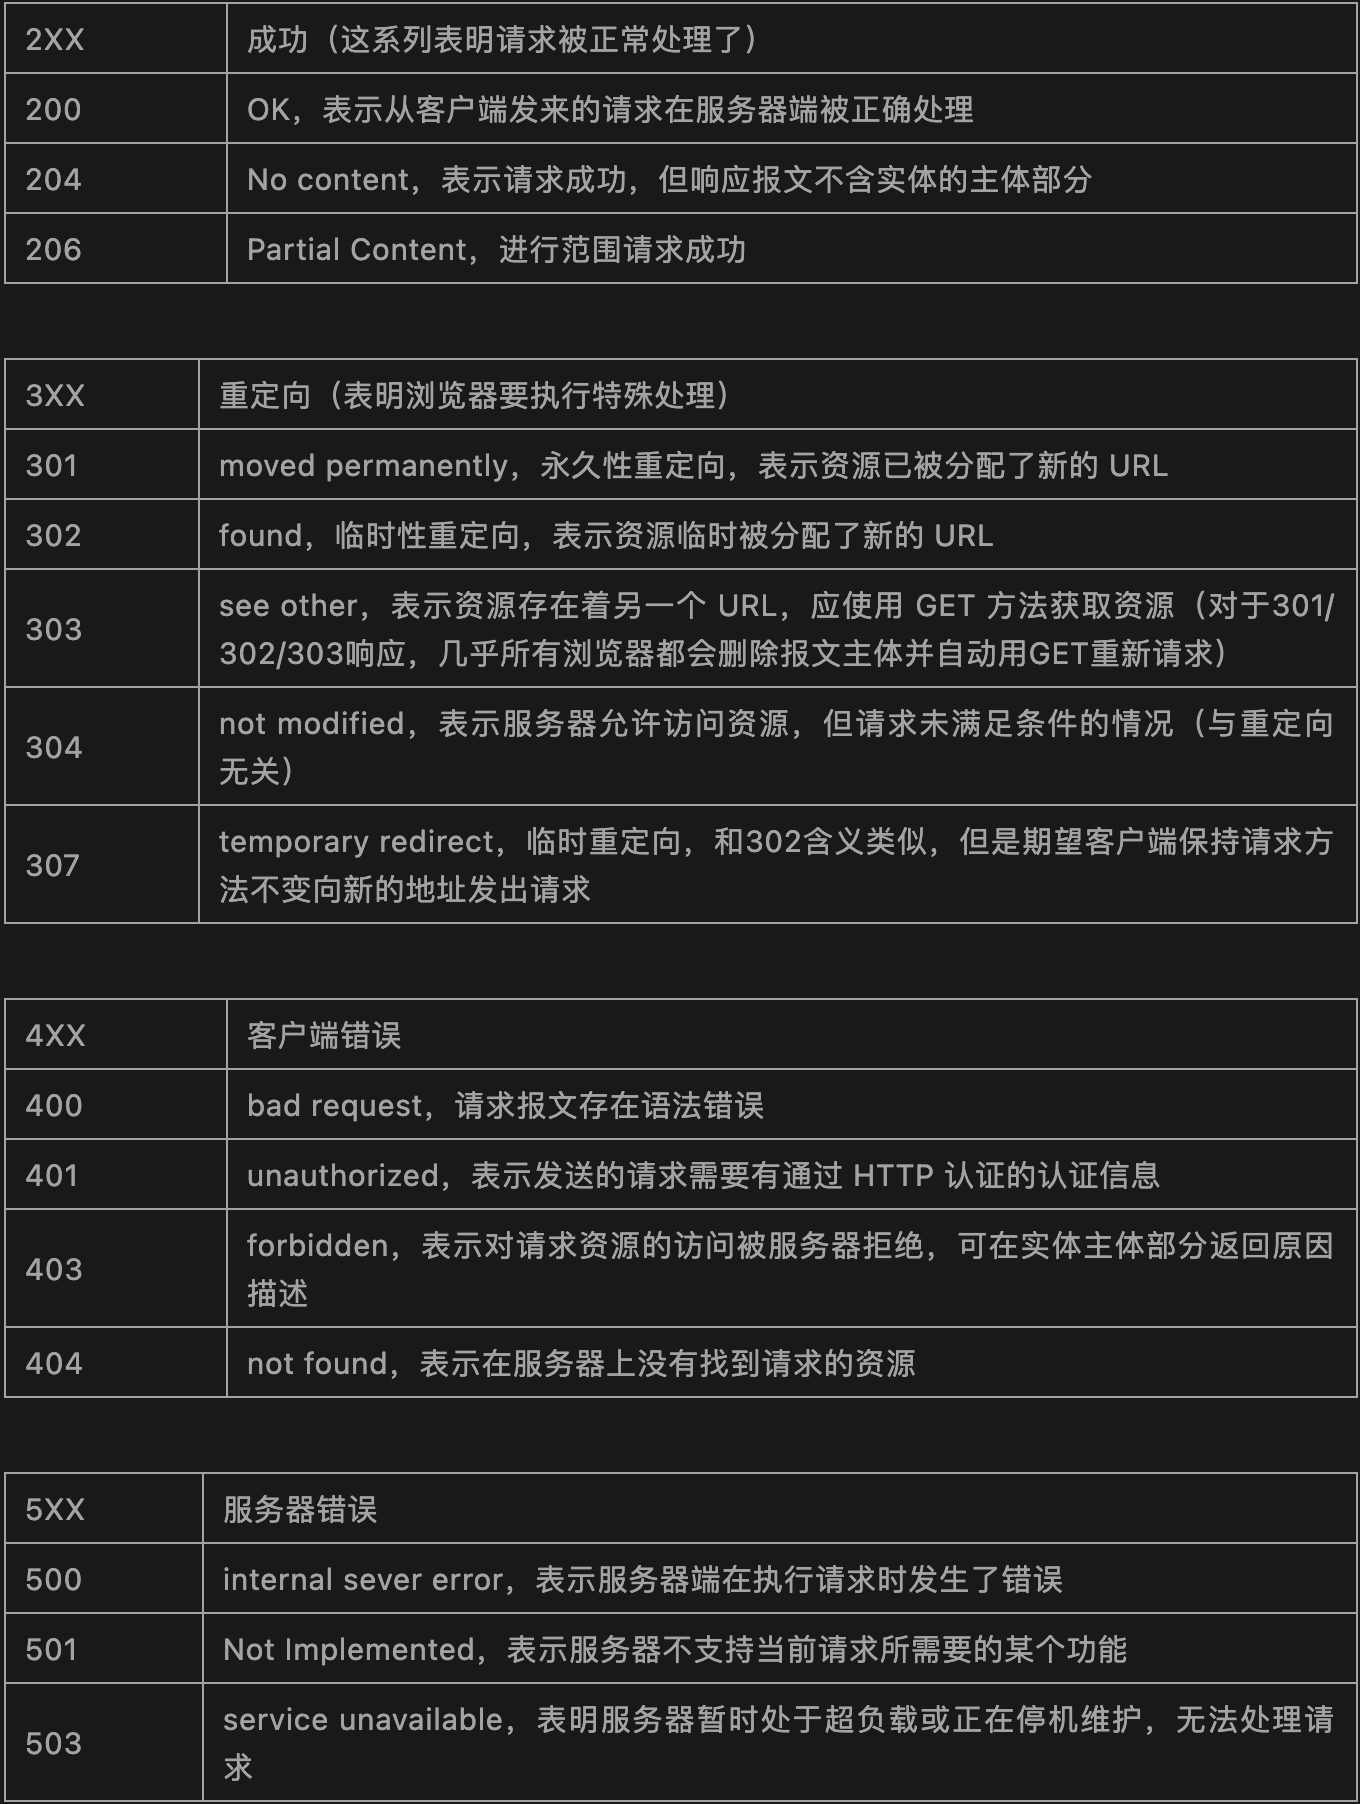 2XX
成功（这系列表明请求被正常处理了）
200
OK，表示从客户端发来的请求在服务器端被正确处理
204
No content，表示请求成功，但响应报文不含实体的主体部分
206
Partial Content，进行范围请求成功
3XX
重定向（表明浏览器要执行特殊处理）
301
moved permanently，永久性重定向，表示资源已被分配了新的 URL
302
found，临时性重定向，表示资源临时被分配了新的 URL
303
see other，表示资源存在着另一个 URL，应使用 GET 方法获取资源（对于301/
302/303响应，几乎所有浏览器都会删除报文主体并自动用GET重新请求）
304
not modified，表示服务器允许访问资源，但请求未满足条件的情况（与重定向
无关）
307
temporary redirect，临时重定向，和302含义类似，但是期望客户端保持请求方
法不变向新的地址发出请求
4XX
客户端错误
400
bad request，请求报文存在语法错误
401
unauthorized，表示发送的请求需要有通过 HTTP 认证的认证信息
403
forbidden，表示对请求资源的访问被服务器拒绝，可在实体主体部分返回原因
描述
404
not found，表示在服务器上没有找到请求的资源
5XX
服务器错误
500
internal sever error，表示服务器端在执行请求时发生了错误
501
Not Implemented，表示服务器不支持当前请求所需要的某个功能
503
service unavailable，表明服务器暂时处于超负载或正在停机维护，无法处理请
求